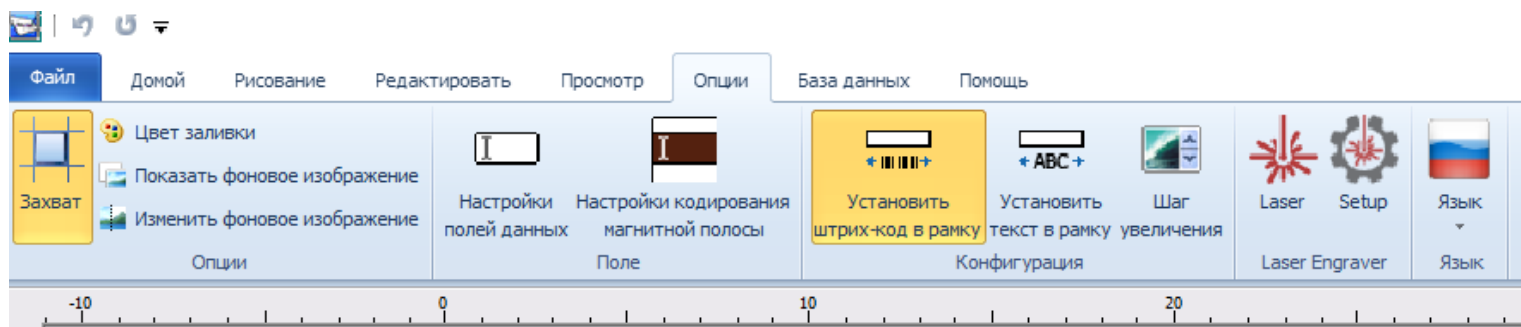 Файл Домой Рисование Редактировать Просмотр Опции База данных Помощь
Захват
Цвет заливки
Показать фоновое изображение
Изменить фоновое изображение
Опции
Настройки
полей данных
Настройки кодирования
магнитной полосы
Поле
Установить
штрих-код в рамку
ABC
Установить
текст в рамку
Шаг
увеличения
Конфигурация
Laser
Setup
Laser Engraver
Язык
Язык
-10 0 10 20